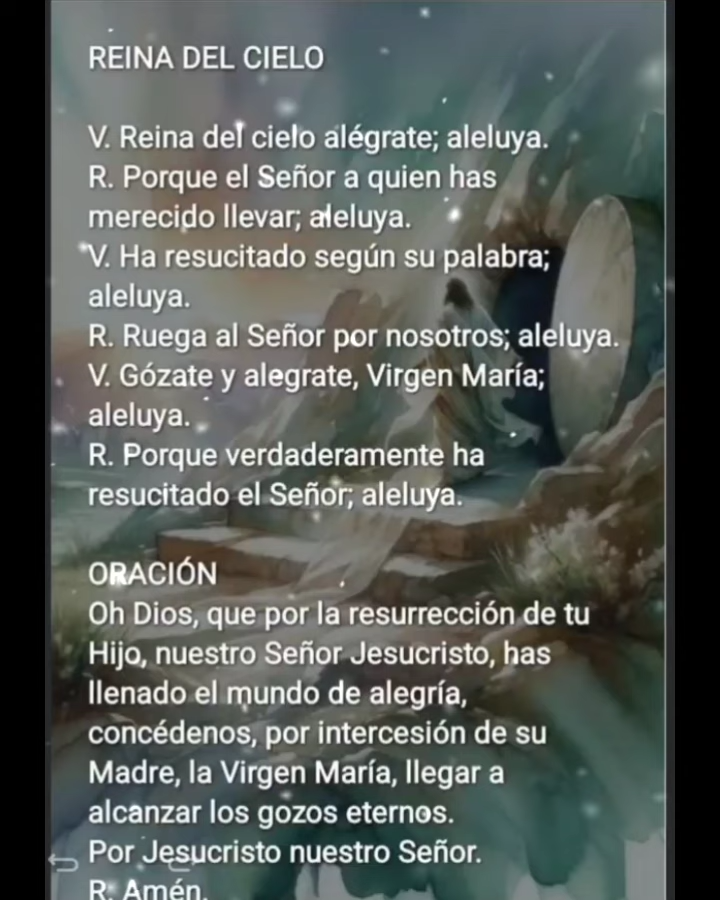 REINA DEL CIELO
V. Reina del cielo alégrate; aleluya.
R. Porque el Señor a quien has
merecido llevar; aleluya.
V. Ha resucitado según su palabra;
aleluya.
R. Ruega al Señor por nosotros; aleluya.
V. Gózate y alegrate, Virgen María;
aleluya.
R. Porque verdaderamente ha
resucitado el Señor; aleluya.
ORACIÓN
Oh Dios, que por la resurrección de tu
Hijo, nuestro Señor Jesucristo, has
llenado el mundo de alegría,
concédenos, por intercesión de su
Madre, la Virgen María, llegar a
alcanzar los gozos eternos.
Por Jesucristo nuestro Señor.
R. Amén.